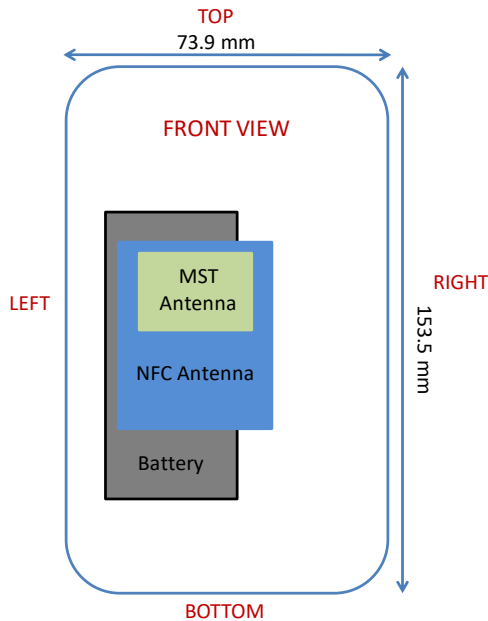 TOP
73.9 mm
FRONT VIEW
MST
Antenna
LEFT
RIGHT
153.5 mm
NFC Antenna
Battery
BOTTOM